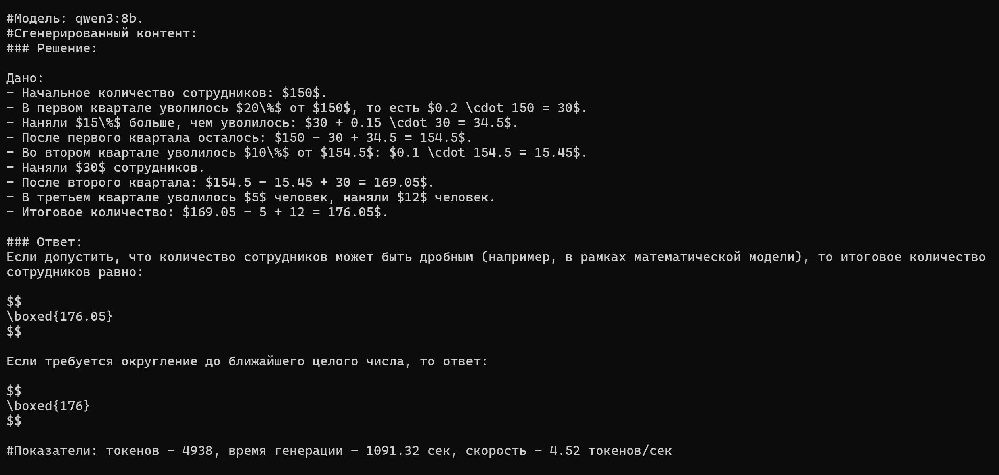 #Модель: qwen3:8b.
#Сгенерированный контент:
### Решение:
Дано:
- Начальное количество сотрудников: $150$.
- В первом квартале уволилось $20\%$ от $150$, то есть $0.2 \cdot 150 = 30$.
- Наняли $15\%$ больше, чем уволилось: $30 + 0.15 \cdot 30 = 34.5$.
- После первого квартала осталось: $150 - 30 + 34.5 = 154.5$.
- Во втором квартале уволилось $10\%$ от $154.5$: $0.1 \cdot 154.5 = 15.45$.
- Наняли $30$ сотрудников.
- После второго квартала: $154.5 - 15.45 + 30 = 169.05$.
- В третьем квартале уволилось $5$ человек, наняли $12$ человек.
- Итоговое количество: $169.05 - 5 + 12 = 176.05$.
### Ответ:
Если допустить, что количество сотрудников может быть дробным (например, в рамках математической модели), то итоговое количество
сотрудников равно:
$$
\boxed{176.05}
$$
Если требуется округление до ближайшего целого числа, то ответ:
$$
\boxed{176}
$$
#Показатели: токенов - 4938, время генерации - 1091.32 сек, скорость - 4.52 токенов/сек